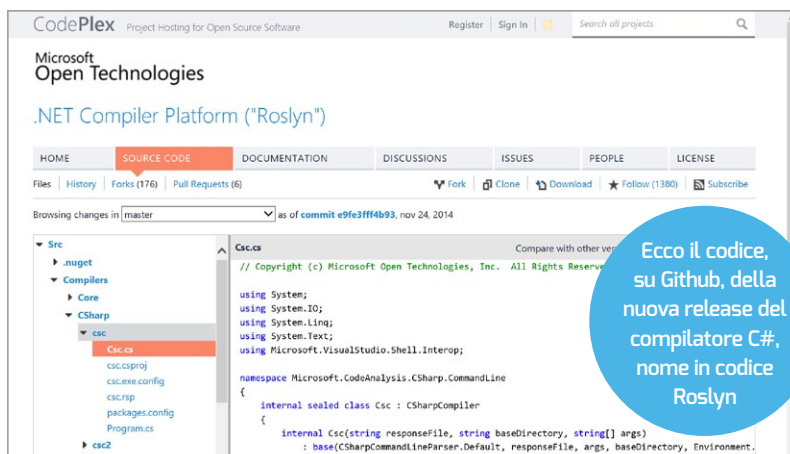 CodePlex Project Hosting for Open Source Software
Register Sign In
Search all projects
Microsoft
Open Technologies
.NET Compiler Platform ("Roslyn")
HOME SOURCE CODE DOCUMENTATION DISCUSSIONS ISSUES PEOPLE LICENSE
Files History Forks (176) Pull Requests (6)
Fork Clone Download Follow (1380) Subscribe
Browsing changes in master as of commit e9fe3fff4b93, nov 24, 2014
Src
.nuget
Compilers
Core
CSharp
csc
Csc.cs
csc.csproj
csc.exe.config
csc.rsp
packages.config
Program.cs
csc2
Csc.cs
Compare with other
// Copyright (c) Microsoft Open Technologies, Inc. All Rights Reserve
using System;
using System.IO;
using System.Linq;
using System.Text;
using Microsoft.VisualStudio.Shell.Interop;
namespace Microsoft.CodeAnalysis.CSharp.CommandLine
{
internal sealed class Csc : CSharpCompiler
{
internal Csc(string responseFile, string baseDirectory, string[] args)
: base(CSharpCommandLineParser.Default, responseFile, args, baseDirectory, Environment.
Ecco il codice,
su Github, della
nuova release del
compilatore C#,
nome in codice
Roslyn